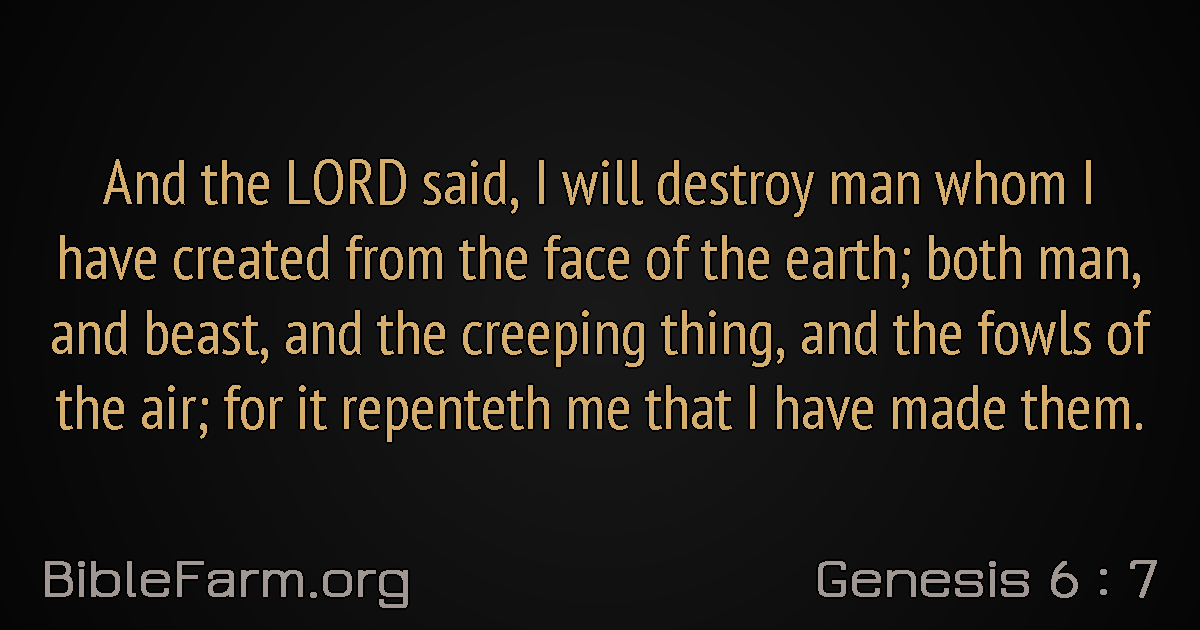 And the LORD said, I will destroy man whom I
have created from the face of the earth; both man,
and beast, and the creeping thing, and the fowls of
the air; for it repenteth me that I have made them.
BibleFarm.org
Genesis 6 : 7